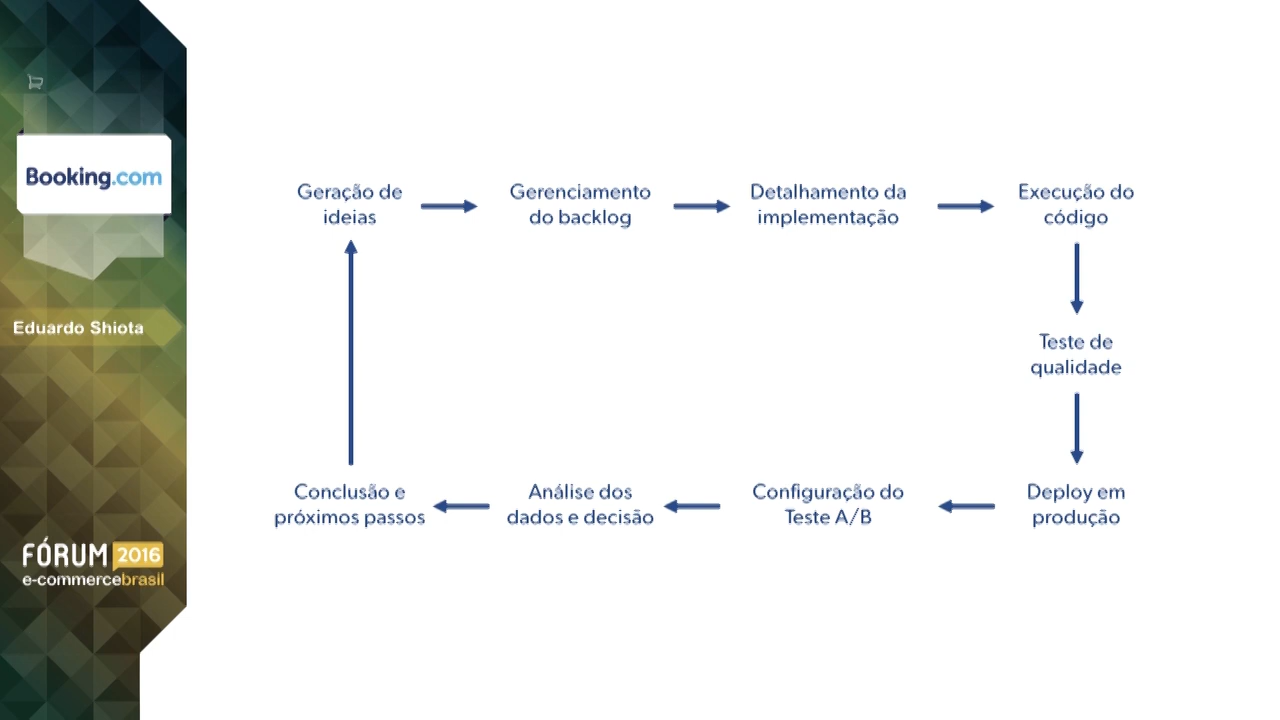 Booking.com
Eduardo Shiota
FÓRUM 2016
e-commercebrasil
Geração de
ideias
Gerenciamento
do backlog
Detalhamento da
implementação
Execução do
código
Teste de
qualidade
Deploy em
produção
Configuração do
Teste A/B
Análise dos
dados e decisão
Conclusão e
próximos passos